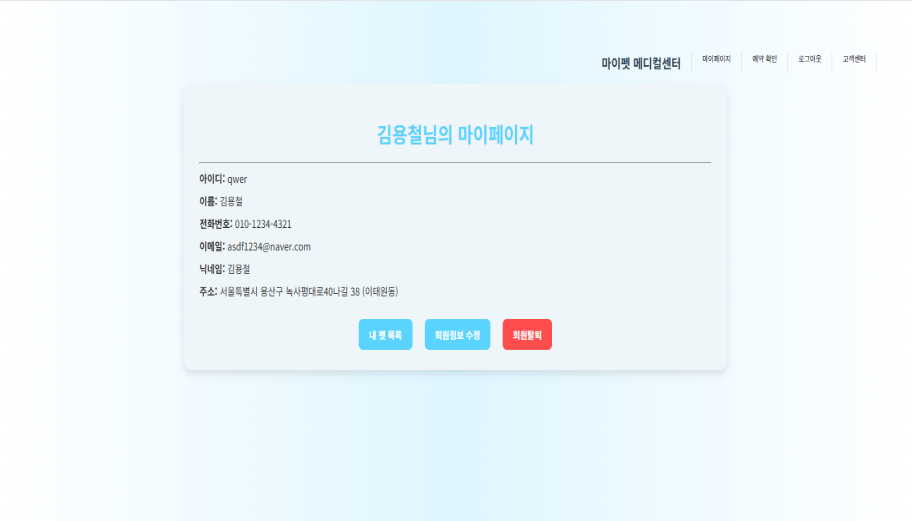 마이펫 메디컬센터 마이페이지 예약 확인 로그아웃 고객센터
김용철님의 마이페이지
아이디: qwer
이름: 김용철
전화번호: 010-1234-4321
이메일: asdf1234@naver.com
닉네임: 김용철
주소: 서울특별시 용산구 녹사평대로40나길 38 (이태원동)
내 펫 목록 회원정보 수정 회원탈퇴